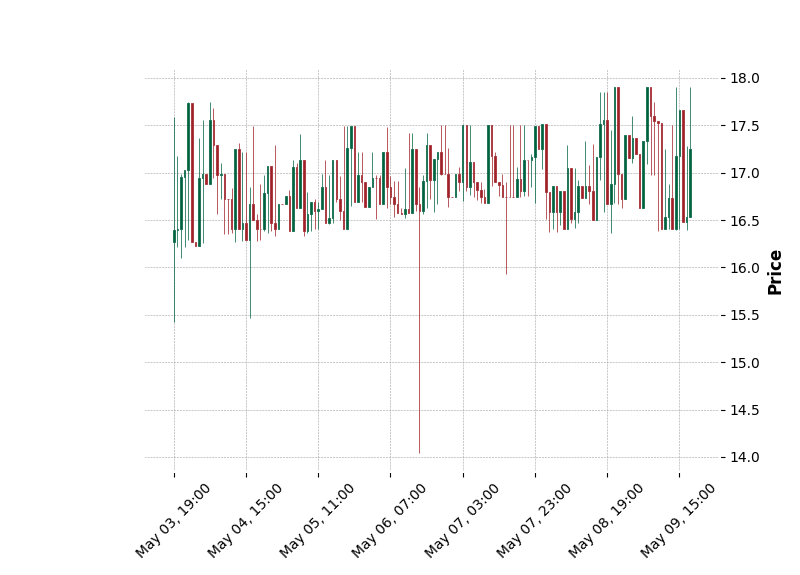 18.0
17.5
17.0
16.5
16.0
15.5
15.0
14.5
14.0
Price
May 03, 19:00
May 04, 15:00
May 05, 11:00
May 06, 07:00
May 07, 03:00
May 07, 23:00
May 08, 19:00
May 09, 15:00